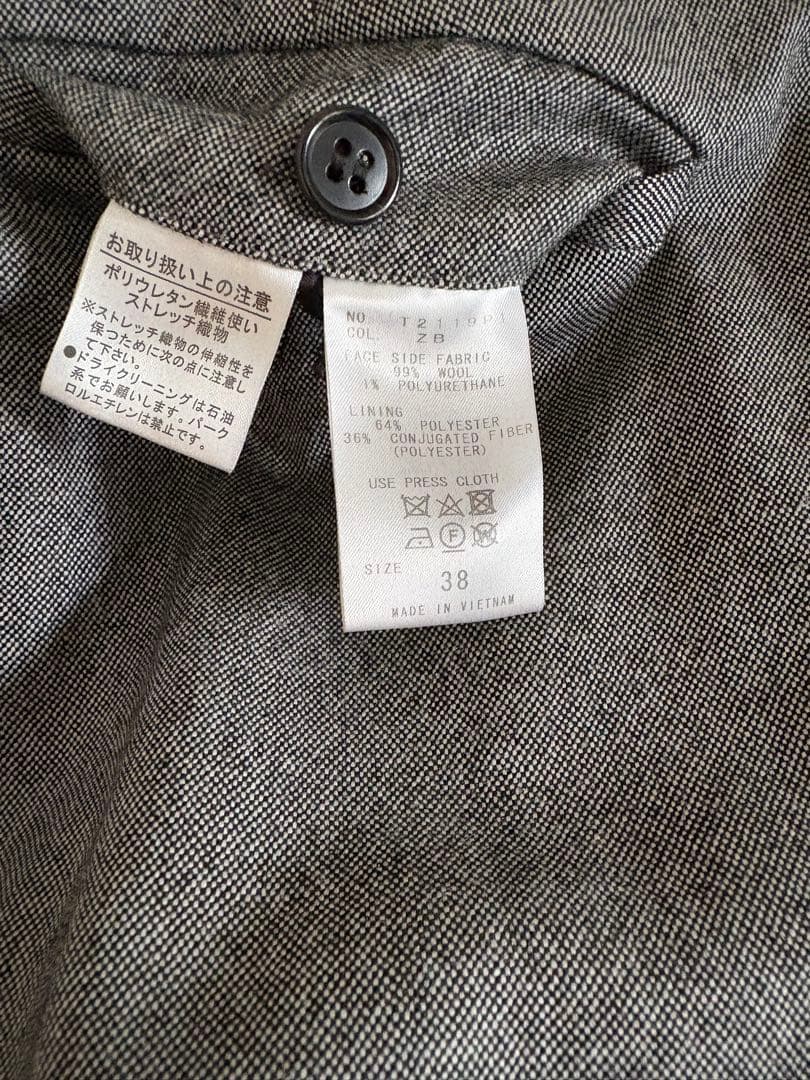 お取り扱い上の注意
ポリウレタン繊維使い
ストレッチ織物
※ストレッチ織物の伸縮性を
保つために次の点に注意し
て下さい。
●ドライクリーニングは石油
系でお願いします。パーク
ロルエチレンは禁止です。
NO. T2119P1
COL. ZB
FACE SIDE FABRIC
99% WOOL
1% POLYURETHANE
LINING
64% POLYESTER
36% CONJUGATED FIBER
(POLYESTER)
USE PRESS CLOTH
F W
SIZE 38
MADE IN VIETNAM